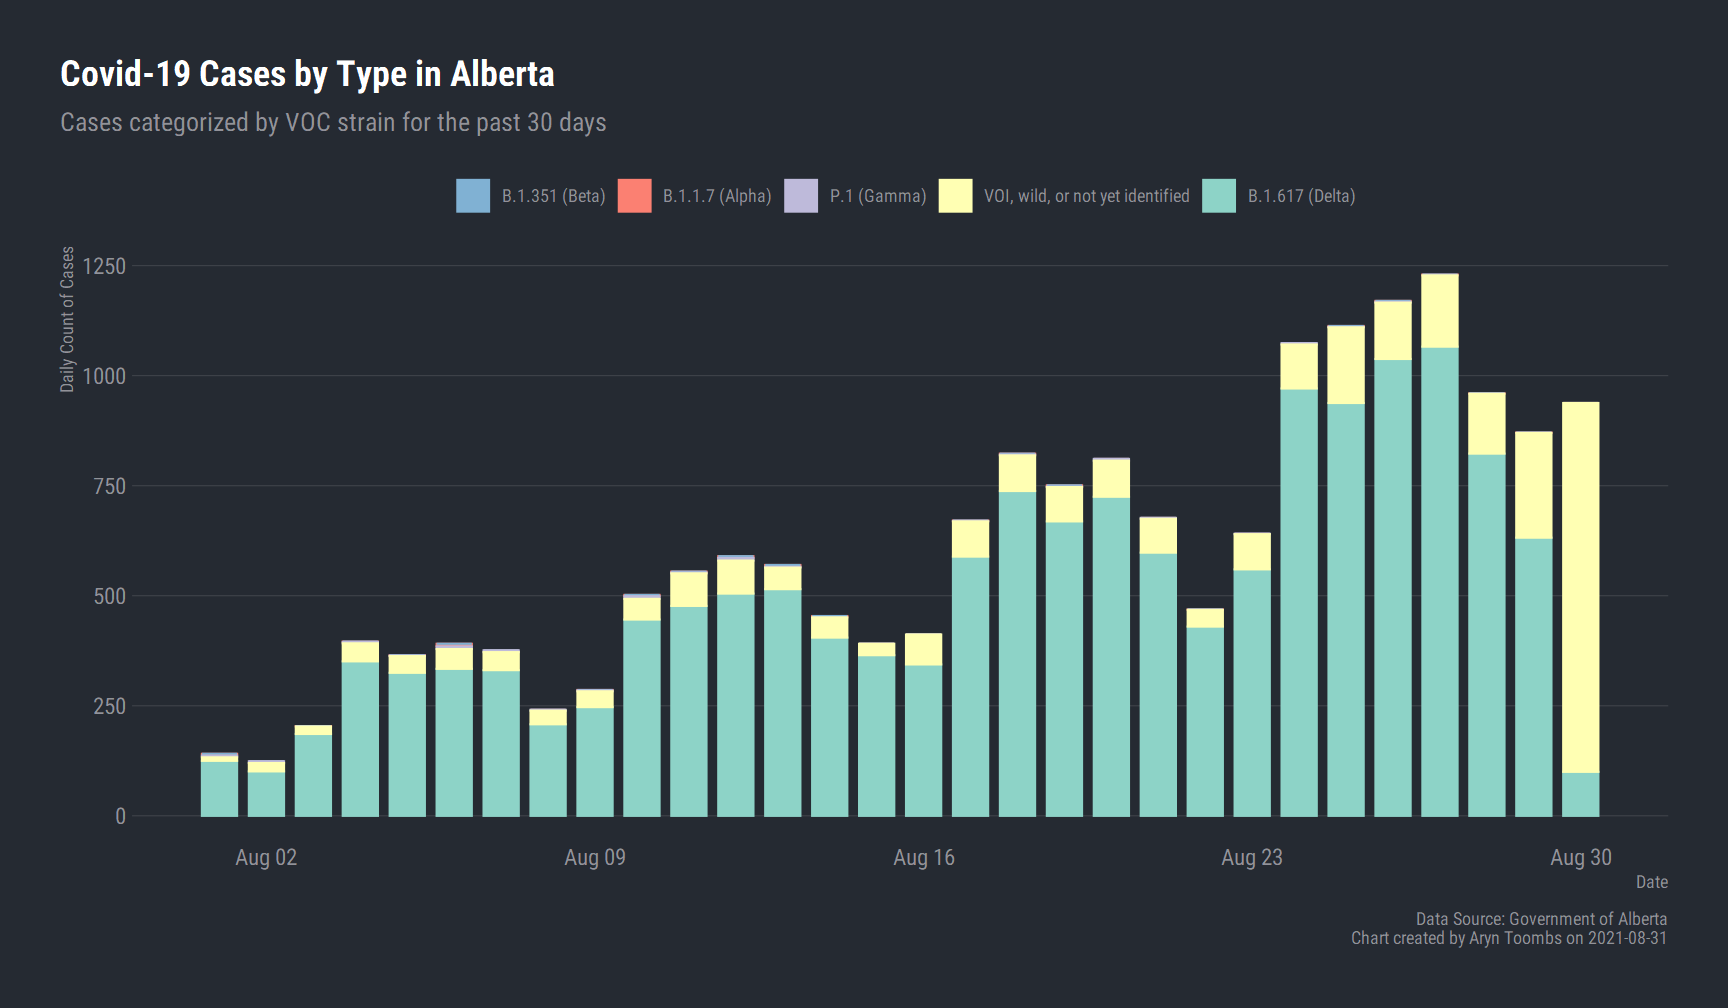 Covid-19 Cases by Type in Alberta
Cases categorized by VOC strain for the past 30 days
B.1.351 (Beta) B.1.1.7 (Alpha) P.1 (Gamma) VOI, wild, or not yet identified B.1.617 (Delta)
Daily Count of Cases
1250
1000
750
500
250
0
Aug 02 Aug 09 Aug 16 Aug 23 Aug 30
Date
Data Source: Government of Alberta
Chart created by Aryn Toombs on 2021-08-31